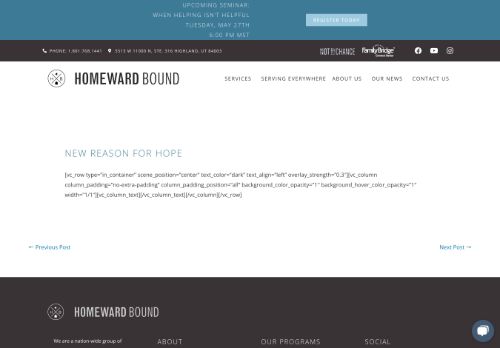 UPCOMING SEMINAR:
WHEN HELPING ISN'T HELPFUL
TUESDAY, MAY 27TH
6:00 PM MST
REGISTER TODAY
PHONE: 1.801.768.1441
5513 W 11000 N, STE. 316 HIGHLAND, UT 84003
NOT BY CHANCE
FamilyBridge
HOMEWARD BOUND
SERVICES
SERVING EVERYWHERE
ABOUT US
OUR NEWS
CONTACT US
NEW REASON FOR HOPE
[vc_row type="in_container" scene_position="center" text_color="dark" text_align="left" overlay_strength="0.3"][vc_column
column_padding="no-extra-padding" column_padding_position="all" background_color_opacity="1" background_hover_color_opacity="1"
width="1/1"][vc_column_text][/vc_column_text][/vc_column][/vc_row]
← Previous Post
Next Post →
HOMEWARD BOUND
We are a nation-wide group of
ABOUT
OUR PROGRAMS
SOCIAL